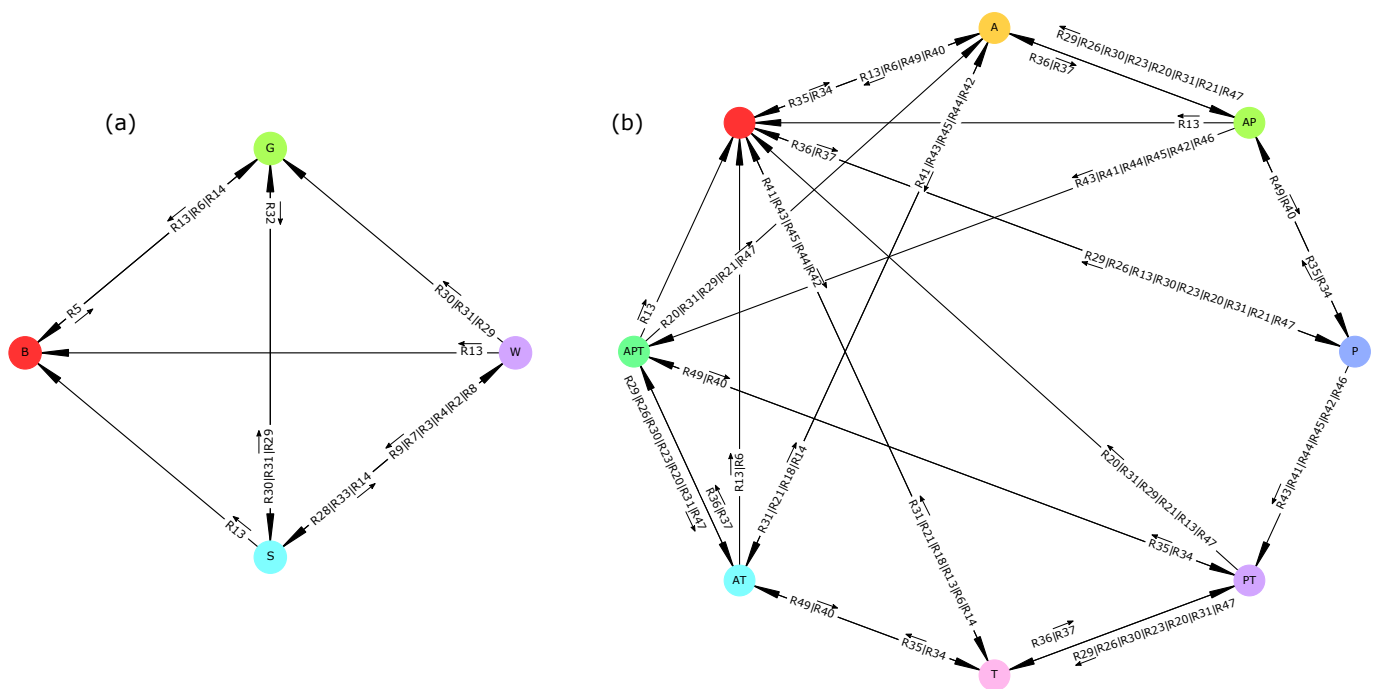 (a)
G
R13|R6|R14
R32
R5
R30|R31|R29
B
R13
W
R30|R31|R29
R9|R7|R3|R4|R2|R8
R28|R33|R14
R13
S
(b)
A
R13|R6|R49|R40
R35|R34
R29|R26|R30|R23|R20|R31|R21|R47
R36|R37
AP
R13
R41|R43|R45|R44|R42
R36|R37
R43|R41|R44|R45|R42|R46
R41|R43|R45|R44|R42
R49|R40
R20|R31|R29|R21|R47
R29|R26|R13|R30|R23|R20|R31|R21|R47
R35|R34
R13
APT
P
R49|R40
R29|R26|R30|R23|R20|R31|R47
R43|R41|R44|R45|R42|R46
R13|R6
R31|R21|R18|R14
R20|R31|R29|R21|R13|R47
R36|R37
R31|R21|R18|R13|R6|R14
R35|R34
AT
PT
R49|R40
R36|R37
R29|R26|R30|R23|R20|R31|R47
R35|R34
T